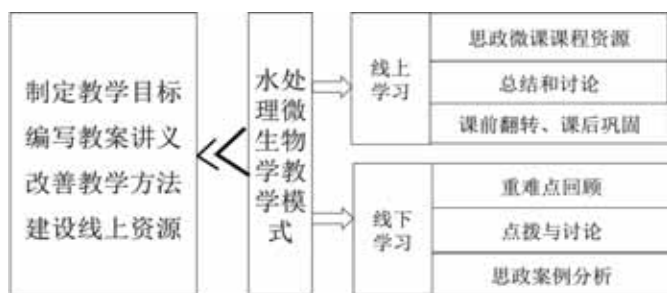 制定教学目标
编写教案讲义
改善教学方法
建设线上资源
水处
理微
生物
学教
学模
式
线上
学习
思政微课课程资源
总结和讨论
课前翻转、课后巩固
线下
学习
重难点回顾
点拨与讨论
思政案例分析